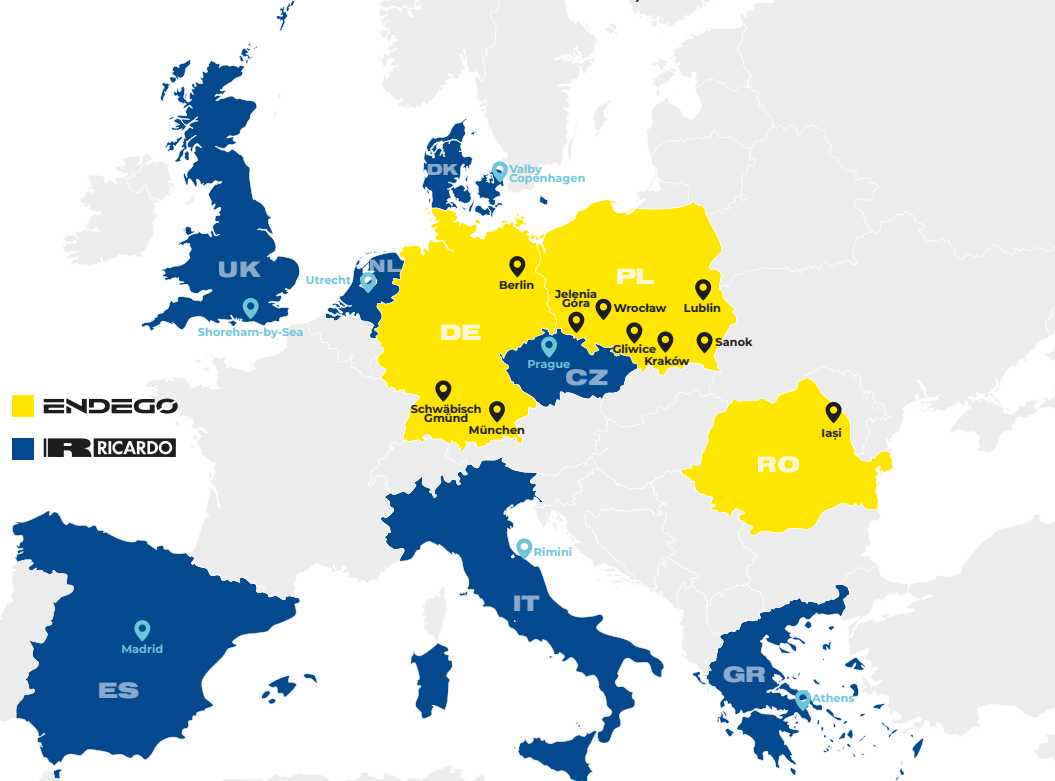 DK
Valby
Copenhagen
UK
NL
Utrecht
Shoreham-by-Sea
Berlin
PL
Jelenia
Góra
Wrocław
Lublin
DE
Gliwice
Kraków
Sanok
Prague
CZ
Schwäbisch
Gmünd
München
ENDEGO
R RICARDO
Iași
RO
Rimini
IT
Madrid
ES
GR
Athens